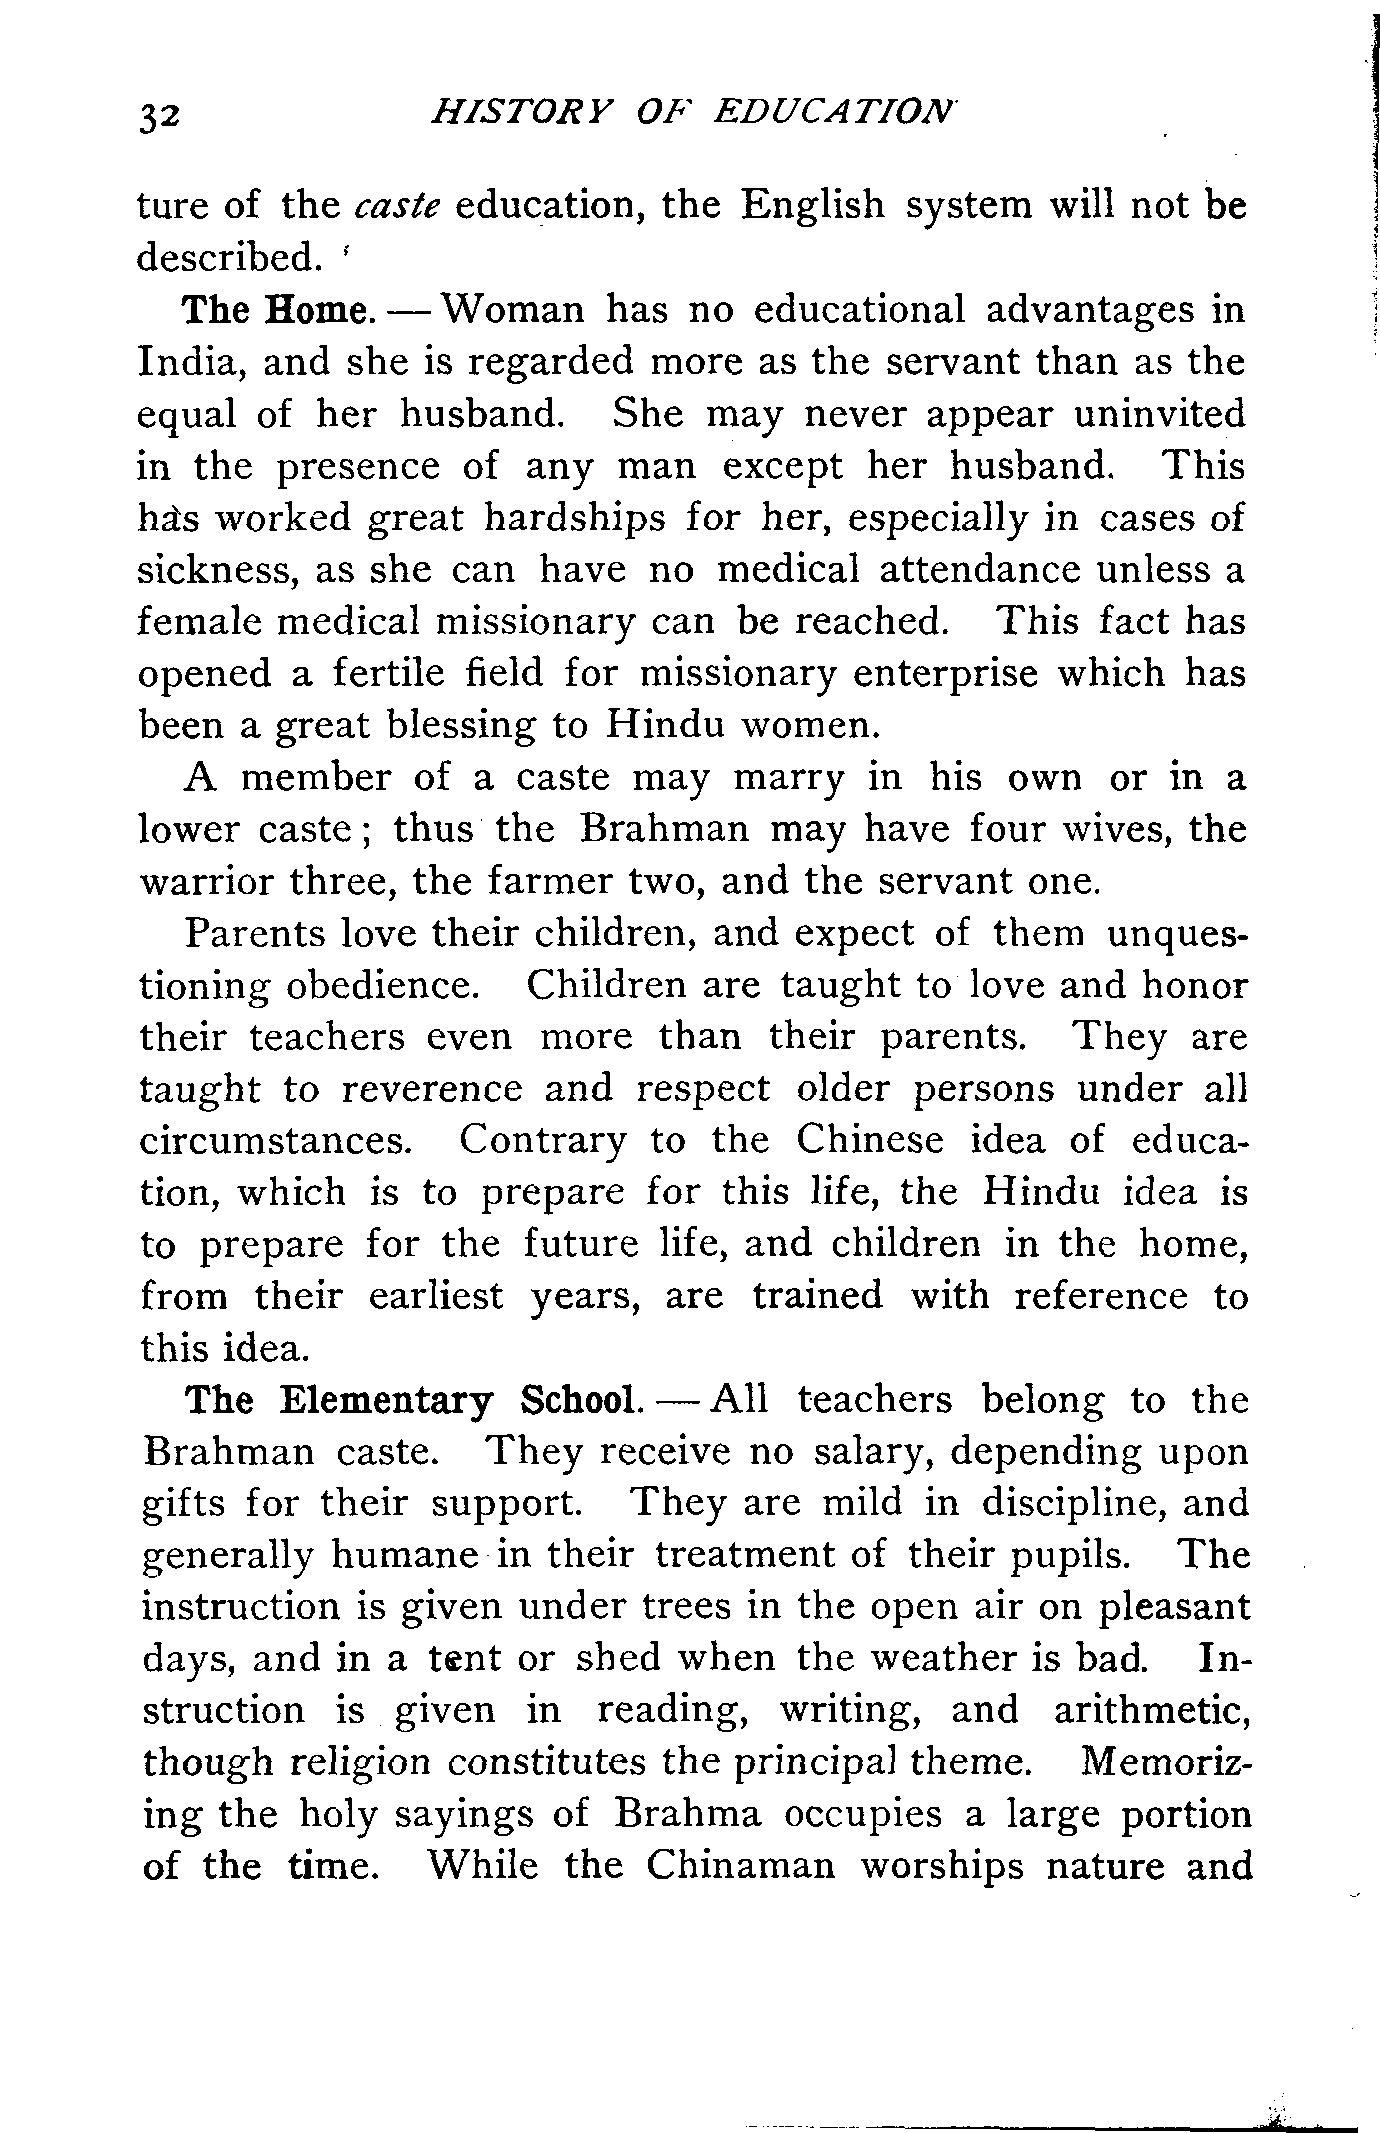 32 HISTORY OF EDUCATION
ture of the caste education, the English system will not be
described.
The Home. — Woman has no educational advantages in
India, and she is regarded more as the servant than as the
equal of her husband. She may never appear uninvited
in the presence of any man except her husband. This
has worked great hardships for her, especially in cases of
sickness, as she can have no medical attendance unless a
female medical missionary can be reached. This fact has
opened a fertile field for missionary enterprise which has
been a great blessing to Hindu women.
A member of a caste may marry in his own or in a
lower caste; thus the Brahman may have four wives, the
warrior three, the farmer two, and the servant one.
Parents love their children, and expect of them unques-
tioning obedience. Children are taught to love and honor
their teachers even more than their parents. They are
taught to reverence and respect older persons under all
circumstances. Contrary to the Chinese idea of educa-
tion, which is to prepare for this life, the Hindu idea is
to prepare for the future life, and children in the home,
from their earliest years, are trained with reference to
this idea.
The Elementary School. — All teachers belong to the
Brahman caste. They receive no salary, depending upon
gifts for their support. They are mild in discipline, and
generally humane in their treatment of their pupils. The
instruction is given under trees in the open air on pleasant
days, and in a tent or shed when the weather is bad. In-
struction is given in reading, writing, and arithmetic,
though religion constitutes the principal theme. Memoriz-
ing the holy sayings of Brahma occupies a large portion
of the time. While the Chinaman worships nature and